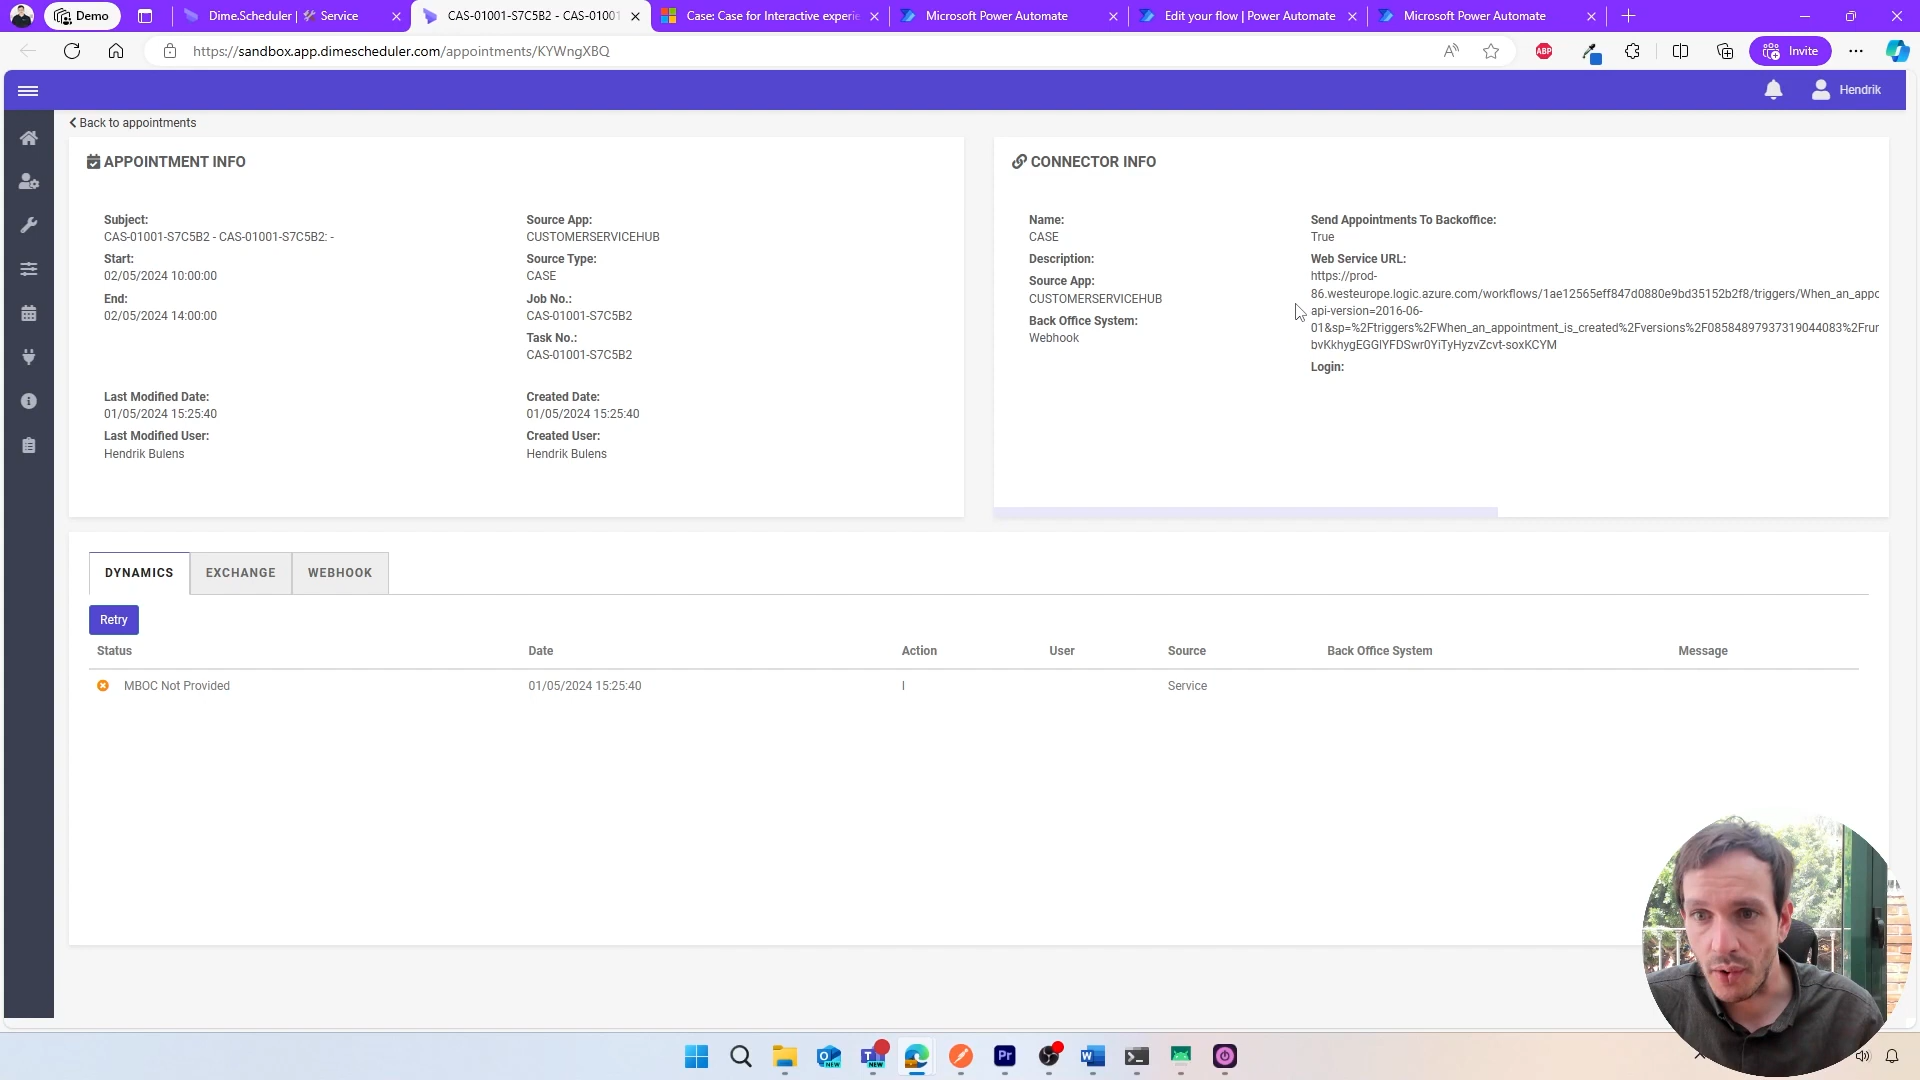 Demo
Dime.Scheduler | 🛠 Service
CAS-01001-S7C5B2 - CAS-01001
Case: Case for Interactive experie
Microsoft Power Automate
Edit your flow | Power Automate
Microsoft Power Automate
https://sandbox.app.dimescheduler.com/appointments/KYWngXBQ
ABP
Invite
Hendrik
Back to appointments
APPOINTMENT INFO
Subject:
CAS-01001-S7C5B2 - CAS-01001-S7C5B2: -
Start:
02/05/2024 10:00:00
End:
02/05/2024 14:00:00
Last Modified Date:
01/05/2024 15:25:40
Last Modified User:
Hendrik Bulens
Source App:
CUSTOMERSERVICEHUB
Source Type:
CASE
Job No.:
CAS-01001-S7C5B2
Task No.:
CAS-01001-S7C5B2
Created Date:
01/05/2024 15:25:40
Created User:
Hendrik Bulens
CONNECTOR INFO
Name:
CASE
Description:
Source App:
CUSTOMERSERVICEHUB
Back Office System:
Webhook
Send Appointments To Backoffice:
True
Web Service URL:
https://prod-
86.westeurope.logic.azure.com/workflows/1ae12565eff847d0880e9bd35152b2f8/triggers/When_an_appo
api-version=2016-06-
01&sp=%2Ftriggers%2FWhen_an_appointment_is_created%2Fversions%2F08584897937319044083%2Frur
bvKkhygEGGlYFDSwr0YiTyHyzvZcvt-soxKCYM
Login:
DYNAMICS
EXCHANGE
WEBHOOK
Retry
Status
Date
Action
User
Source
Back Office System
Message
MBOC Not Provided
01/05/2024 15:25:40
I
Service
NEW
NEW
Pr